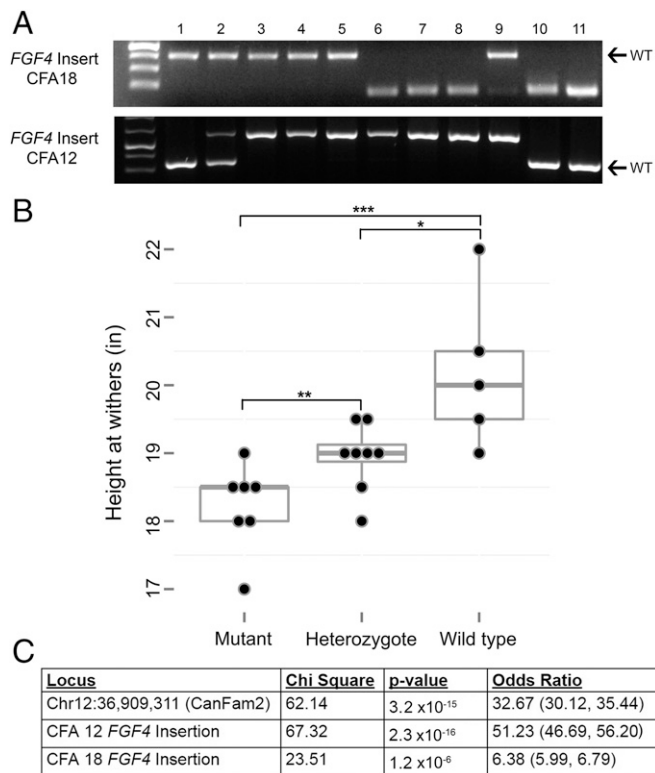 A
1 2 3 4 5 6 7 8 9 10 11
FGF4 Insert
CFA18
WT
FGF4 Insert
CFA12
WT
B
*** 
*
**
22
21
20
19
18
17
Height at withers (in)
Mutant Heterozygote Wild type
C
Locus Chi Square p-value Odds Ratio
Chr12:36,909,311 (CanFam2) 62.14 3.2 x10-15 32.67 (30.12, 35.44)
CFA 12 FGF4 Insertion 67.32 2.3 x10-16 51.23 (46.69, 56.20)
CFA 18 FGF4 Insertion 23.51 1.2 x10-6 6.38 (5.99, 6.79)